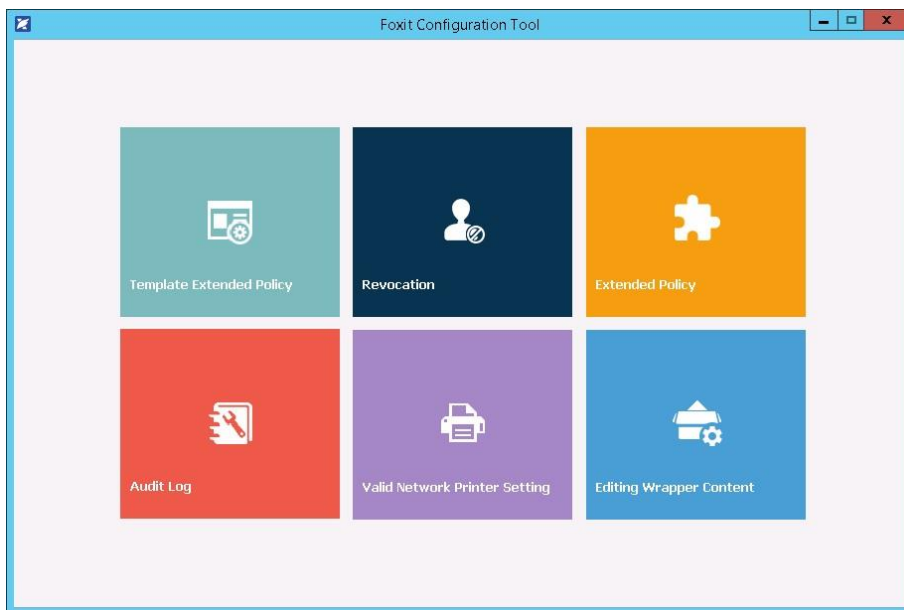 Foxit Configuration Tool
Template Extended Policy
Revocation
Extended Policy
Audit Log
Valid Network Printer Setting
Editing Wrapper Content